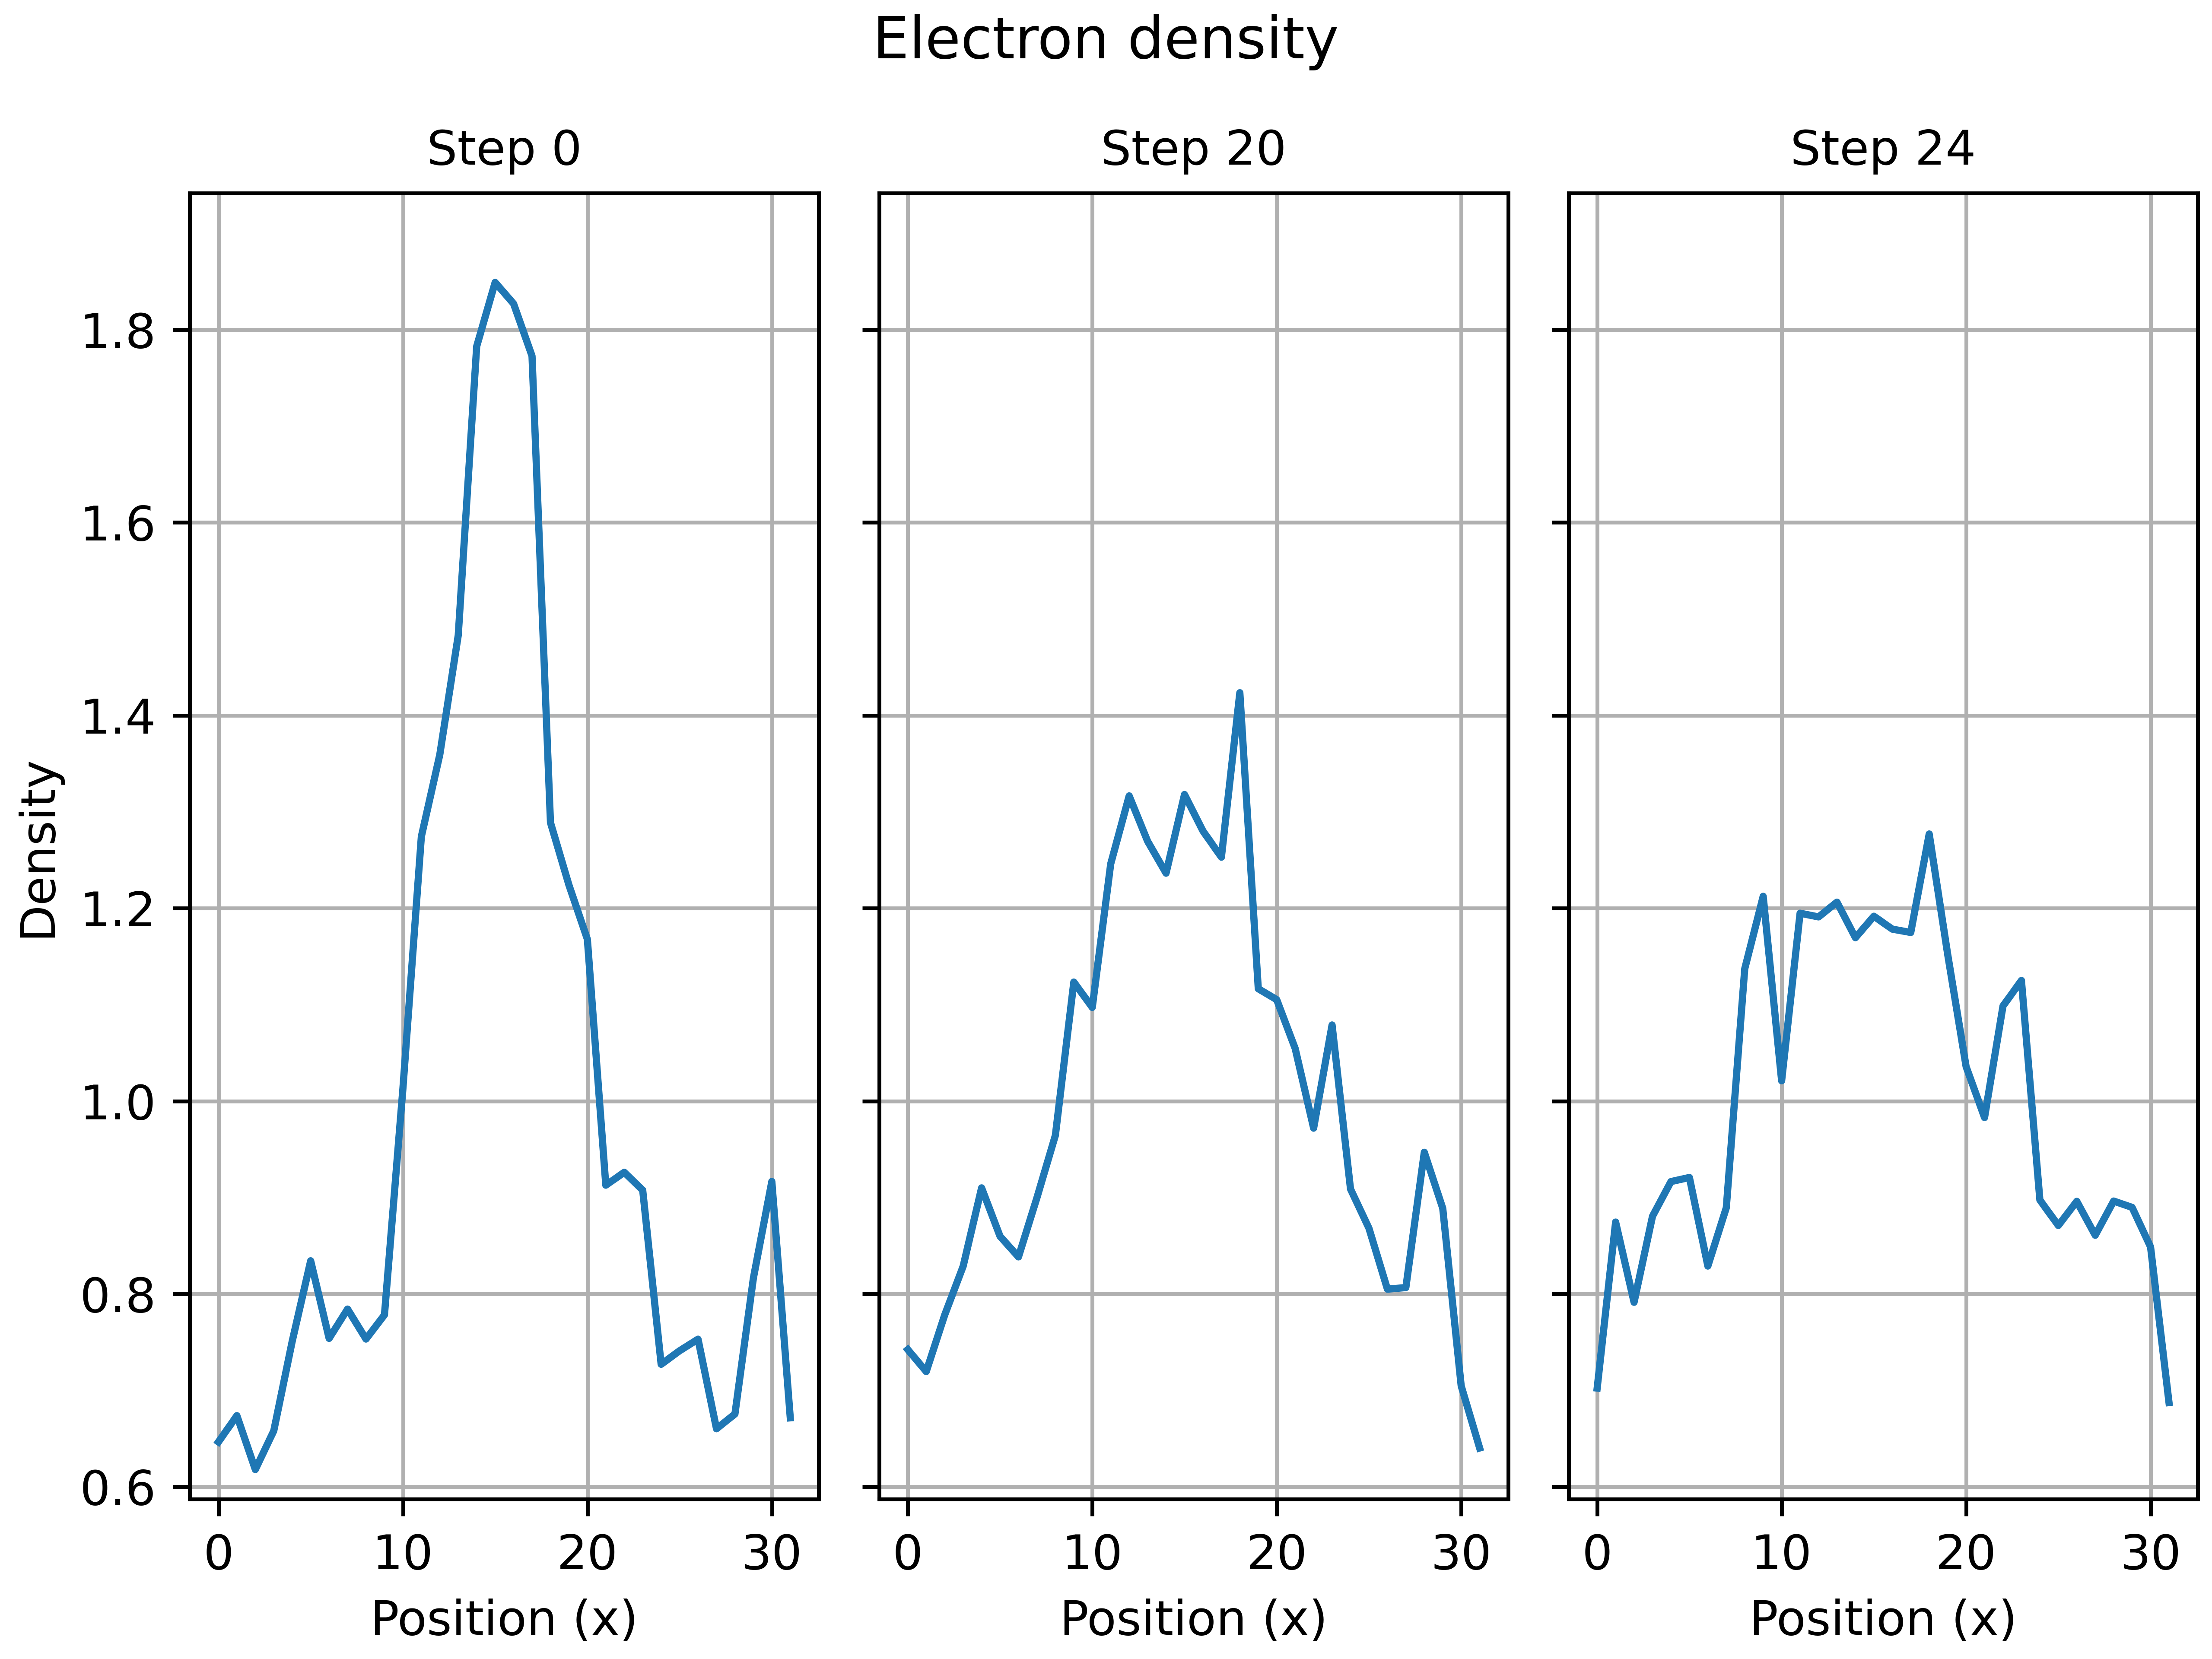 Electron density
Step 0
Step 20
Step 24
Density
1.8
1.6
1.4
1.2
1.0
0.8
0.6
0 10 20 30
0 10 20 30
0 10 20 30
Position (x)
Position (x)
Position (x)